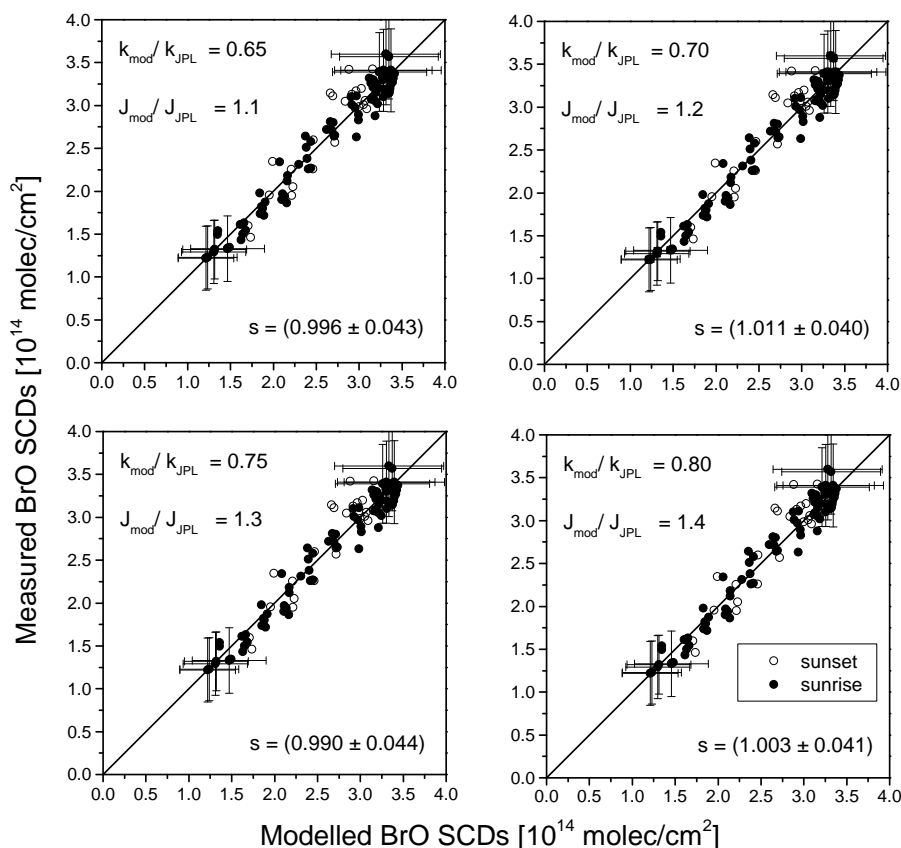 k_mod/ k_JPL = 0.65
J_mod/ J_JPL = 1.1
s = (0.996 ± 0.043)
4.0
3.5
3.0
2.5
2.0
1.5
1.0
0.5
0.0
0.0 0.5 1.0 1.5 2.0 2.5 3.0 3.5 4.0
k_mod/ k_JPL = 0.70
J_mod/ J_JPL = 1.2
s = (1.011 ± 0.040)
4.0
3.5
3.0
2.5
2.0
1.5
1.0
0.5
0.0
0.0 0.5 1.0 1.5 2.0 2.5 3.0 3.5 4.0
k_mod/ k_JPL = 0.75
J_mod/ J_JPL = 1.3
s = (0.990 ± 0.044)
4.0
3.5
3.0
2.5
2.0
1.5
1.0
0.5
0.0
0.0 0.5 1.0 1.5 2.0 2.5 3.0 3.5 4.0
k_mod/ k_JPL = 0.80
J_mod/ J_JPL = 1.4
sunset
sunrise
s = (1.003 ± 0.041)
4.0
3.5
3.0
2.5
2.0
1.5
1.0
0.5
0.0
0.0 0.5 1.0 1.5 2.0 2.5 3.0 3.5 4.0
Measured BrO SCDs [10^14 molec/cm^2]
Modelled BrO SCDs [10^14 molec/cm^2]